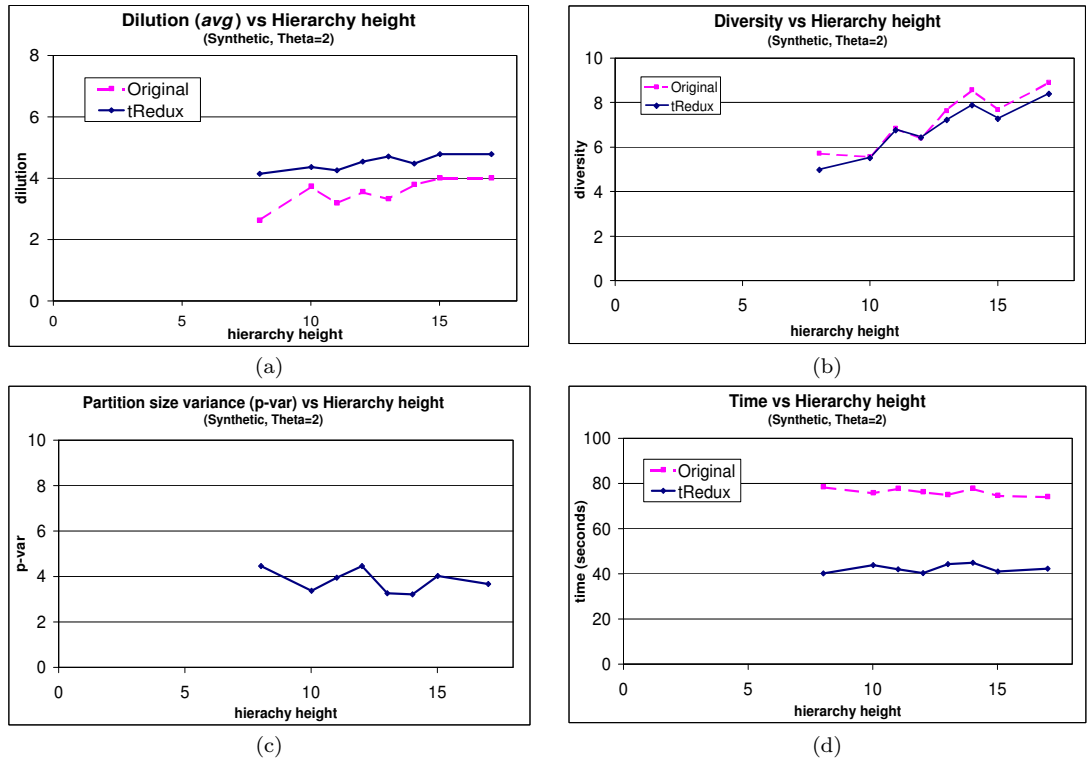 Dilution (avg) vs Hierarchy height
(Synthetic, Theta=2)
8
6
4
2
0
dilution
Original
tRedux
0
5
10
15
hierarchy height
(a)
Diversity vs Hierarchy height
(Synthetic, Theta=2)
10
8
6
4
2
0
diversity
Original
tRedux
0
5
10
15
hierarchy height
(b)
Partition size variance (p-var) vs Hierarchy height
(Synthetic, Theta=2)
10
8
6
4
2
0
p-var
0
5
10
15
hierachy height
(c)
Time vs Hierarchy height
(Synthetic, Theta=2)
100
80
60
40
20
0
time (seconds)
Original
tRedux
0
5
10
15
hierarchy height
(d)